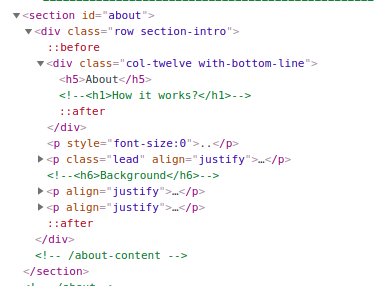 <section id="about">
<div class="row section-intro">
::before
<div class="col-twelve with-bottom-line">
<h5>About</h5>
<!--<h1>How it works?</h1>-->
::after
</div>
<p style="font-size:0">..</p>
<p class="lead" align="justify">…</p>
<!--<h6>Background</h6>-->
<p align="justify">…</p>
<p align="justify">…</p>
::after
</div>
<!-- /about-content -->
</section>